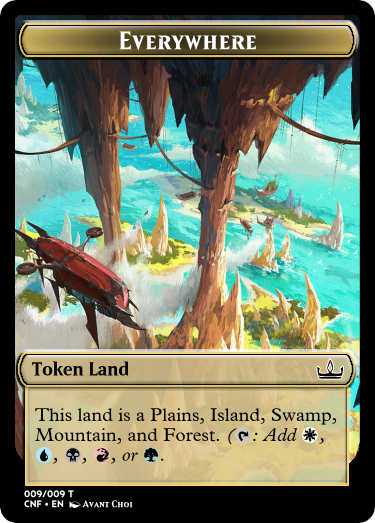 Everywhere
Token Land
This land is a Plains, Island, Swamp,
Mountain, and Forest. (: Add ,
, , , or .
009/009 T
CNF • EN Avant Choi